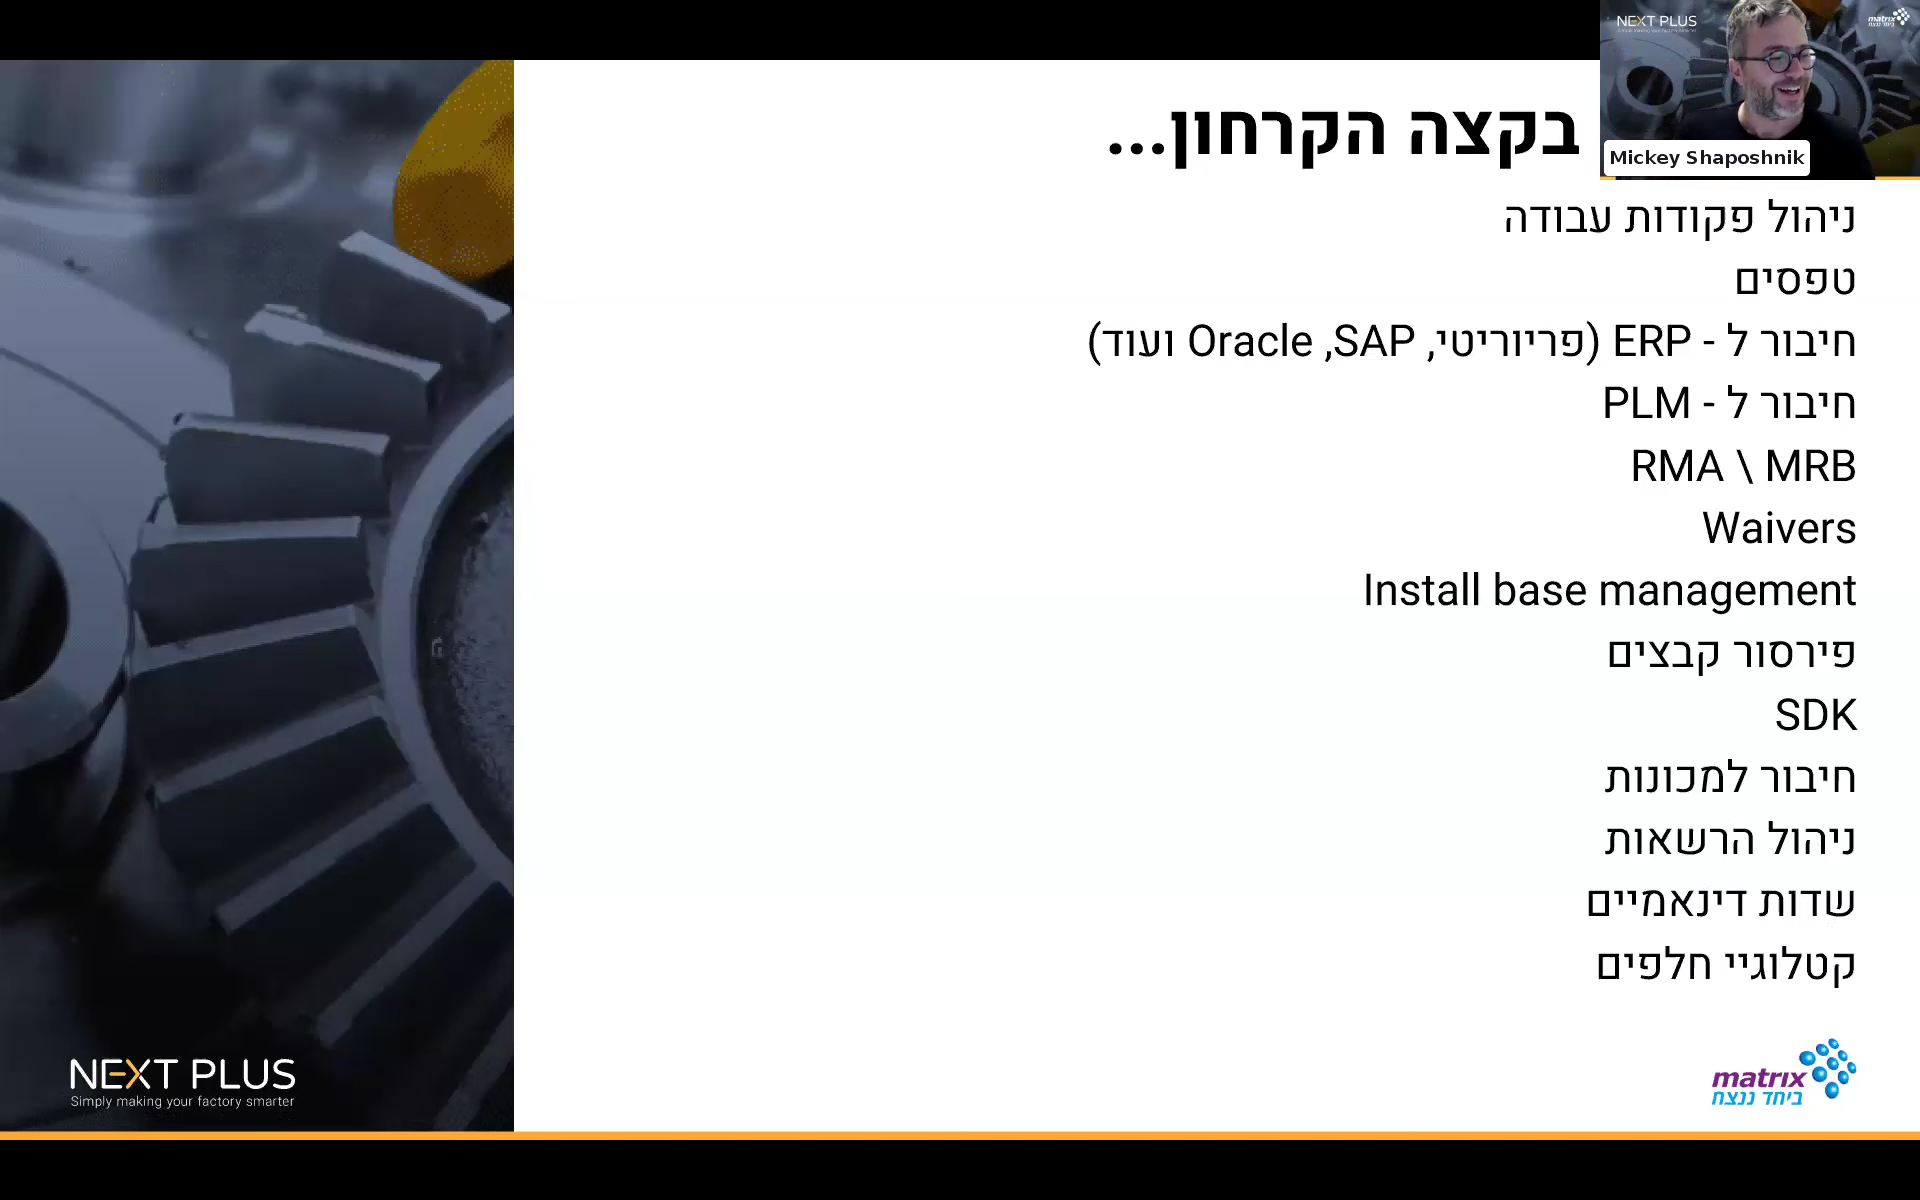 NEXT PLUS
matrix
Mickey Shaposhnik
בקצה הקרחון...
ניהול פקודות עבודה
טפסים
חיבור ל - ERP (פריוריטי, SAP, Oracle ועוד)
חיבור ל - PLM
RMA \ MRB
Waivers
Install base management
פירסור קבצים
SDK
חיבור למכונות
ניהול הרשאות
שדות דינאמיים
קטלוגיי חלפים
NEXT PLUS
Simply making your factory smarter
matrix
ביחד ננצח